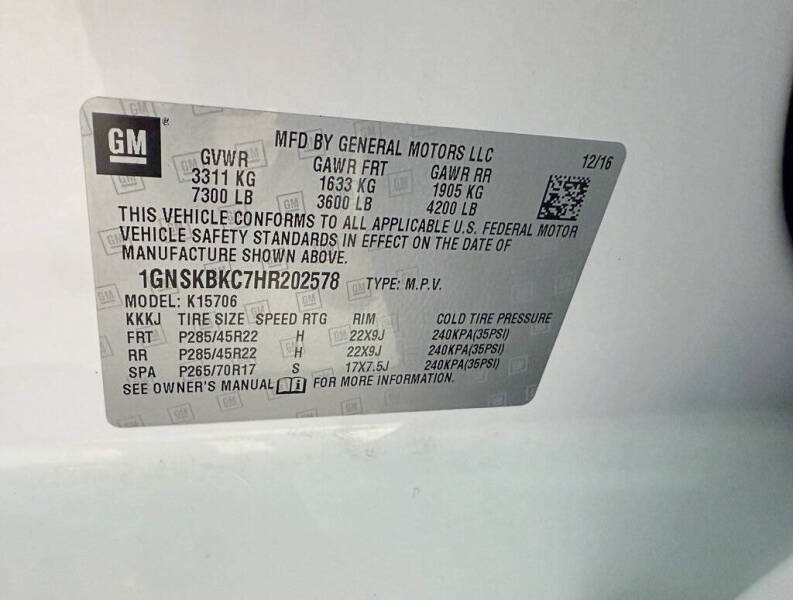 GM ®
MFD BY GENERAL MOTORS LLC 12/16
GVWR GAWR FRT GAWR RR
3311 KG 1633 KG 1905 KG
7300 LB 3600 LB 4200 LB
THIS VEHICLE CONFORMS TO ALL APPLICABLE U.S. FEDERAL MOTOR
VEHICLE SAFETY STANDARDS IN EFFECT ON THE DATE OF
MANUFACTURE SHOWN ABOVE.
1GNSKBKC7HR202578 TYPE: M.P.V.
MODEL: K15706
KKKJ TIRE SIZE SPEED RTG RIM COLD TIRE PRESSURE
FRT P285/45R22 H 22X9J 240KPA(35PSI)
RR P285/45R22 H 22X9J 240KPA(35PSI)
SPA P265/70R17 S 17X7.5J 240KPA(35PSI)
SEE OWNER'S MANUAL i FOR MORE INFORMATION.